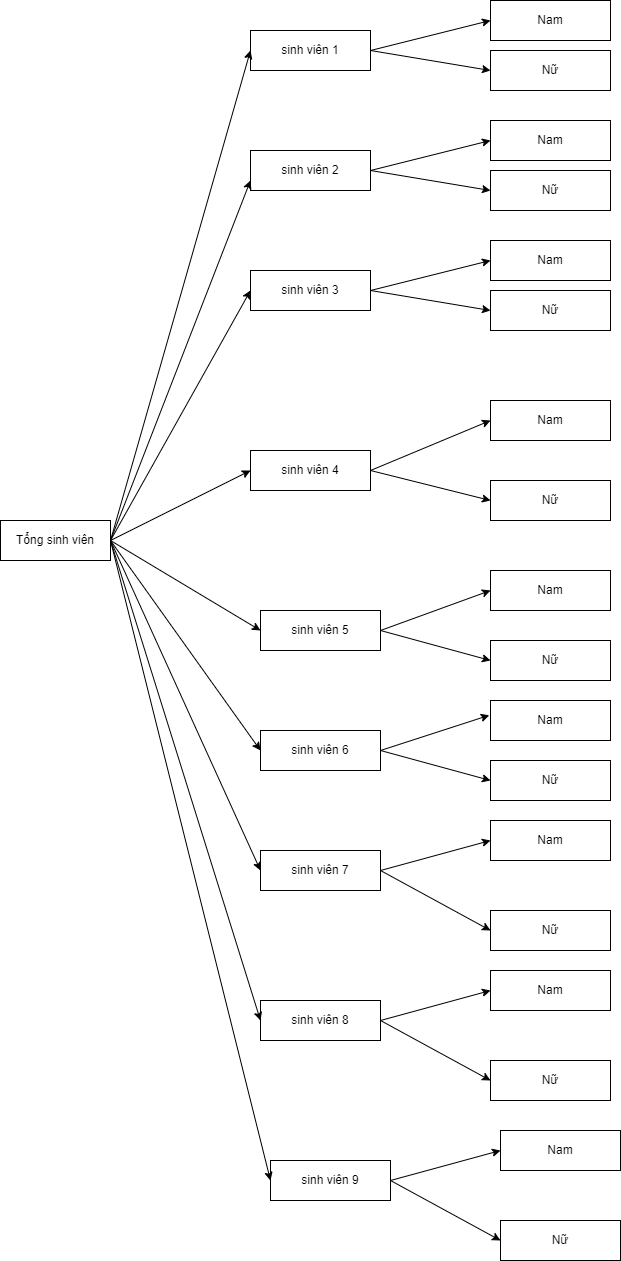 Nam
sinh viên 1
Nữ
Nam
sinh viên 2
Nữ
Nam
sinh viên 3
Nữ
Nam
sinh viên 4
Nữ
Tổng sinh viên
Nam
sinh viên 5
Nữ
Nam
sinh viên 6
Nữ
Nam
sinh viên 7
Nữ
Nam
sinh viên 8
Nữ
Nam
sinh viên 9
Nữ